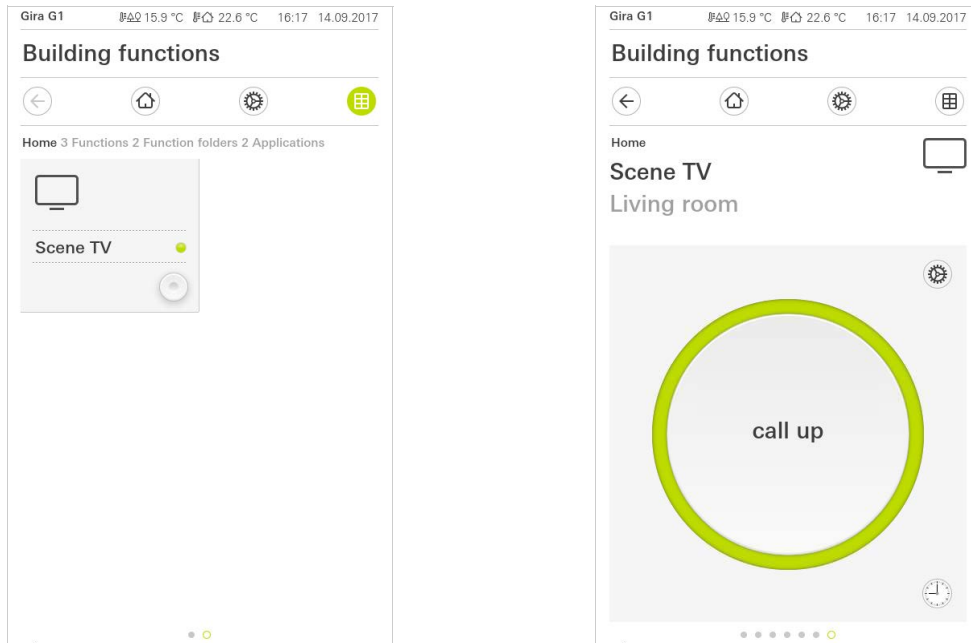 Gira G1 15.9 °C 22.6 °C 16:17 14.09.2017
Building functions
Home 3 Functions 2 Function folders 2 Applications
Scene TV
Gira G1 15.9 °C 22.6 °C 16:17 14.09.2017
Building functions
Home
Scene TV
Living room
call up